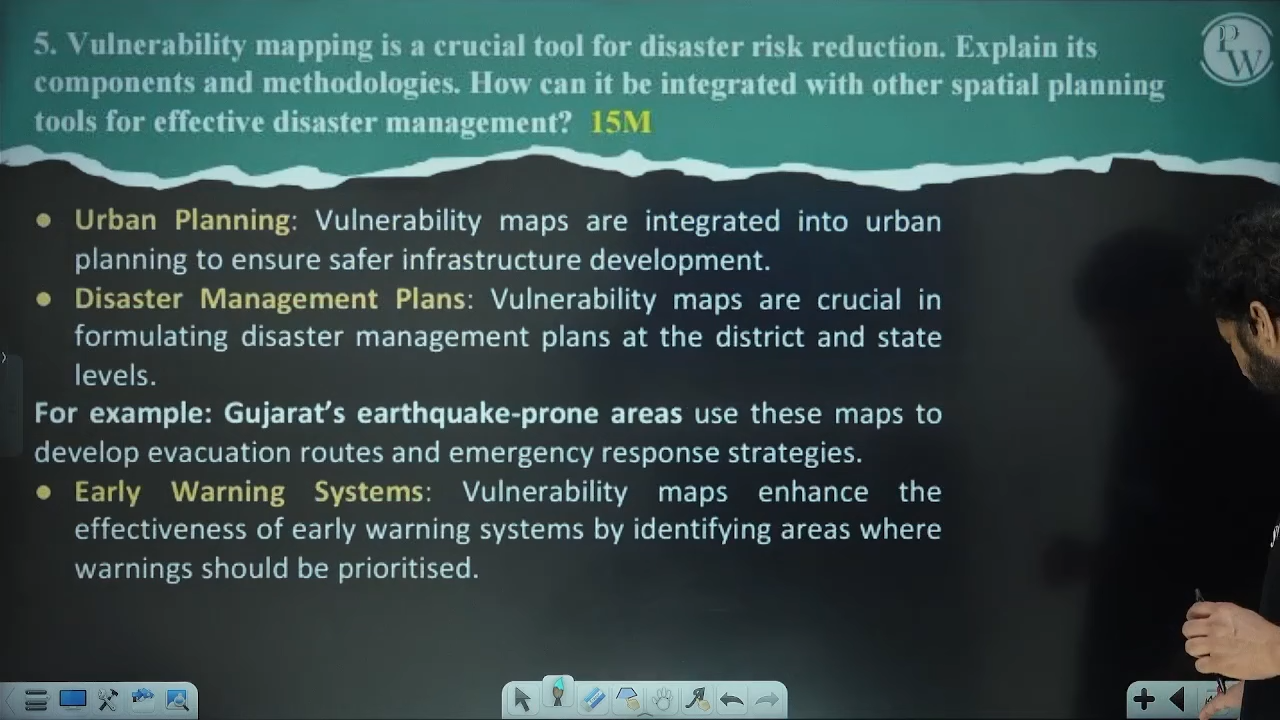 5. Vulnerability mapping is a crucial tool for disaster risk reduction. Explain its
components and methodologies. How can it be integrated with other spatial planning
tools for effective disaster management? 15M
PW
● Urban Planning: Vulnerability maps are integrated into urban
planning to ensure safer infrastructure development.
● Disaster Management Plans: Vulnerability maps are crucial in
formulating disaster management plans at the district and state
levels.
For example: Gujarat’s earthquake-prone areas use these maps to
develop evacuation routes and emergency response strategies.
● Early Warning Systems: Vulnerability maps enhance the
effectiveness of early warning systems by identifying areas where
warnings should be prioritised.